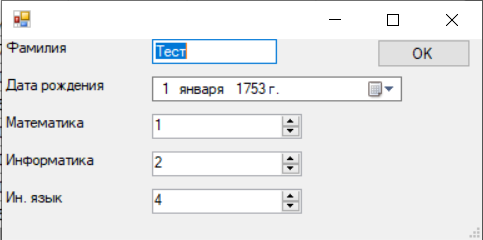 Фамилия Тест OK
Дата рождения 1 января 1753 г.
Математика 1
Информатика 2
Ин. язык 4